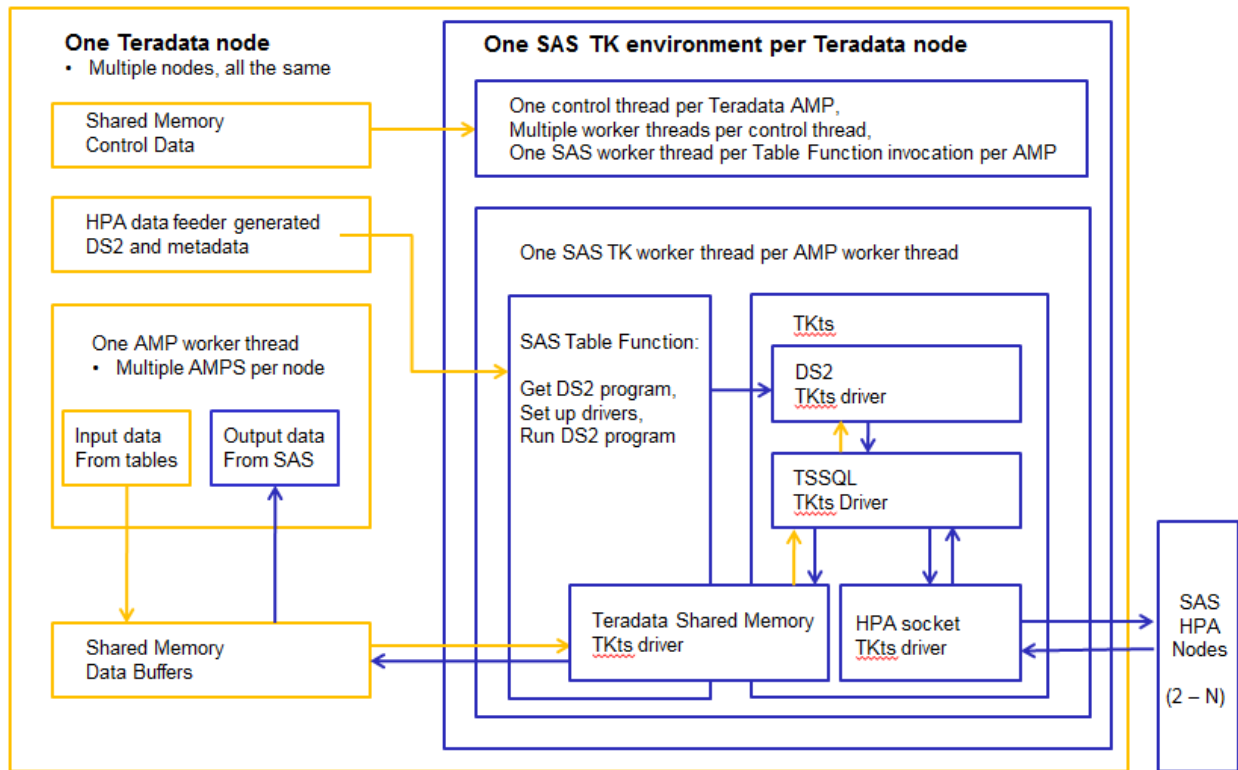 One Teradata node
• Multiple nodes, all the same
Shared Memory
Control Data
HPA data feeder generated
DS2 and metadata
One AMP worker thread
• Multiple AMPS per node
Input data
From tables
Output data
From SAS
Shared Memory
Data Buffers
One SAS TK environment per Teradata node
One control thread per Teradata AMP,
Multiple worker threads per control thread,
One SAS worker thread per Table Function invocation per AMP
One SAS TK worker thread per AMP worker thread
SAS Table Function:
Get DS2 program,
Set up drivers,
Run DS2 program
TKts
DS2
TKts driver
TSSQL
TKts Driver
Teradata Shared Memory
TKts driver
HPA socket
TKts driver
SAS
HPA
Nodes
(2 – N)